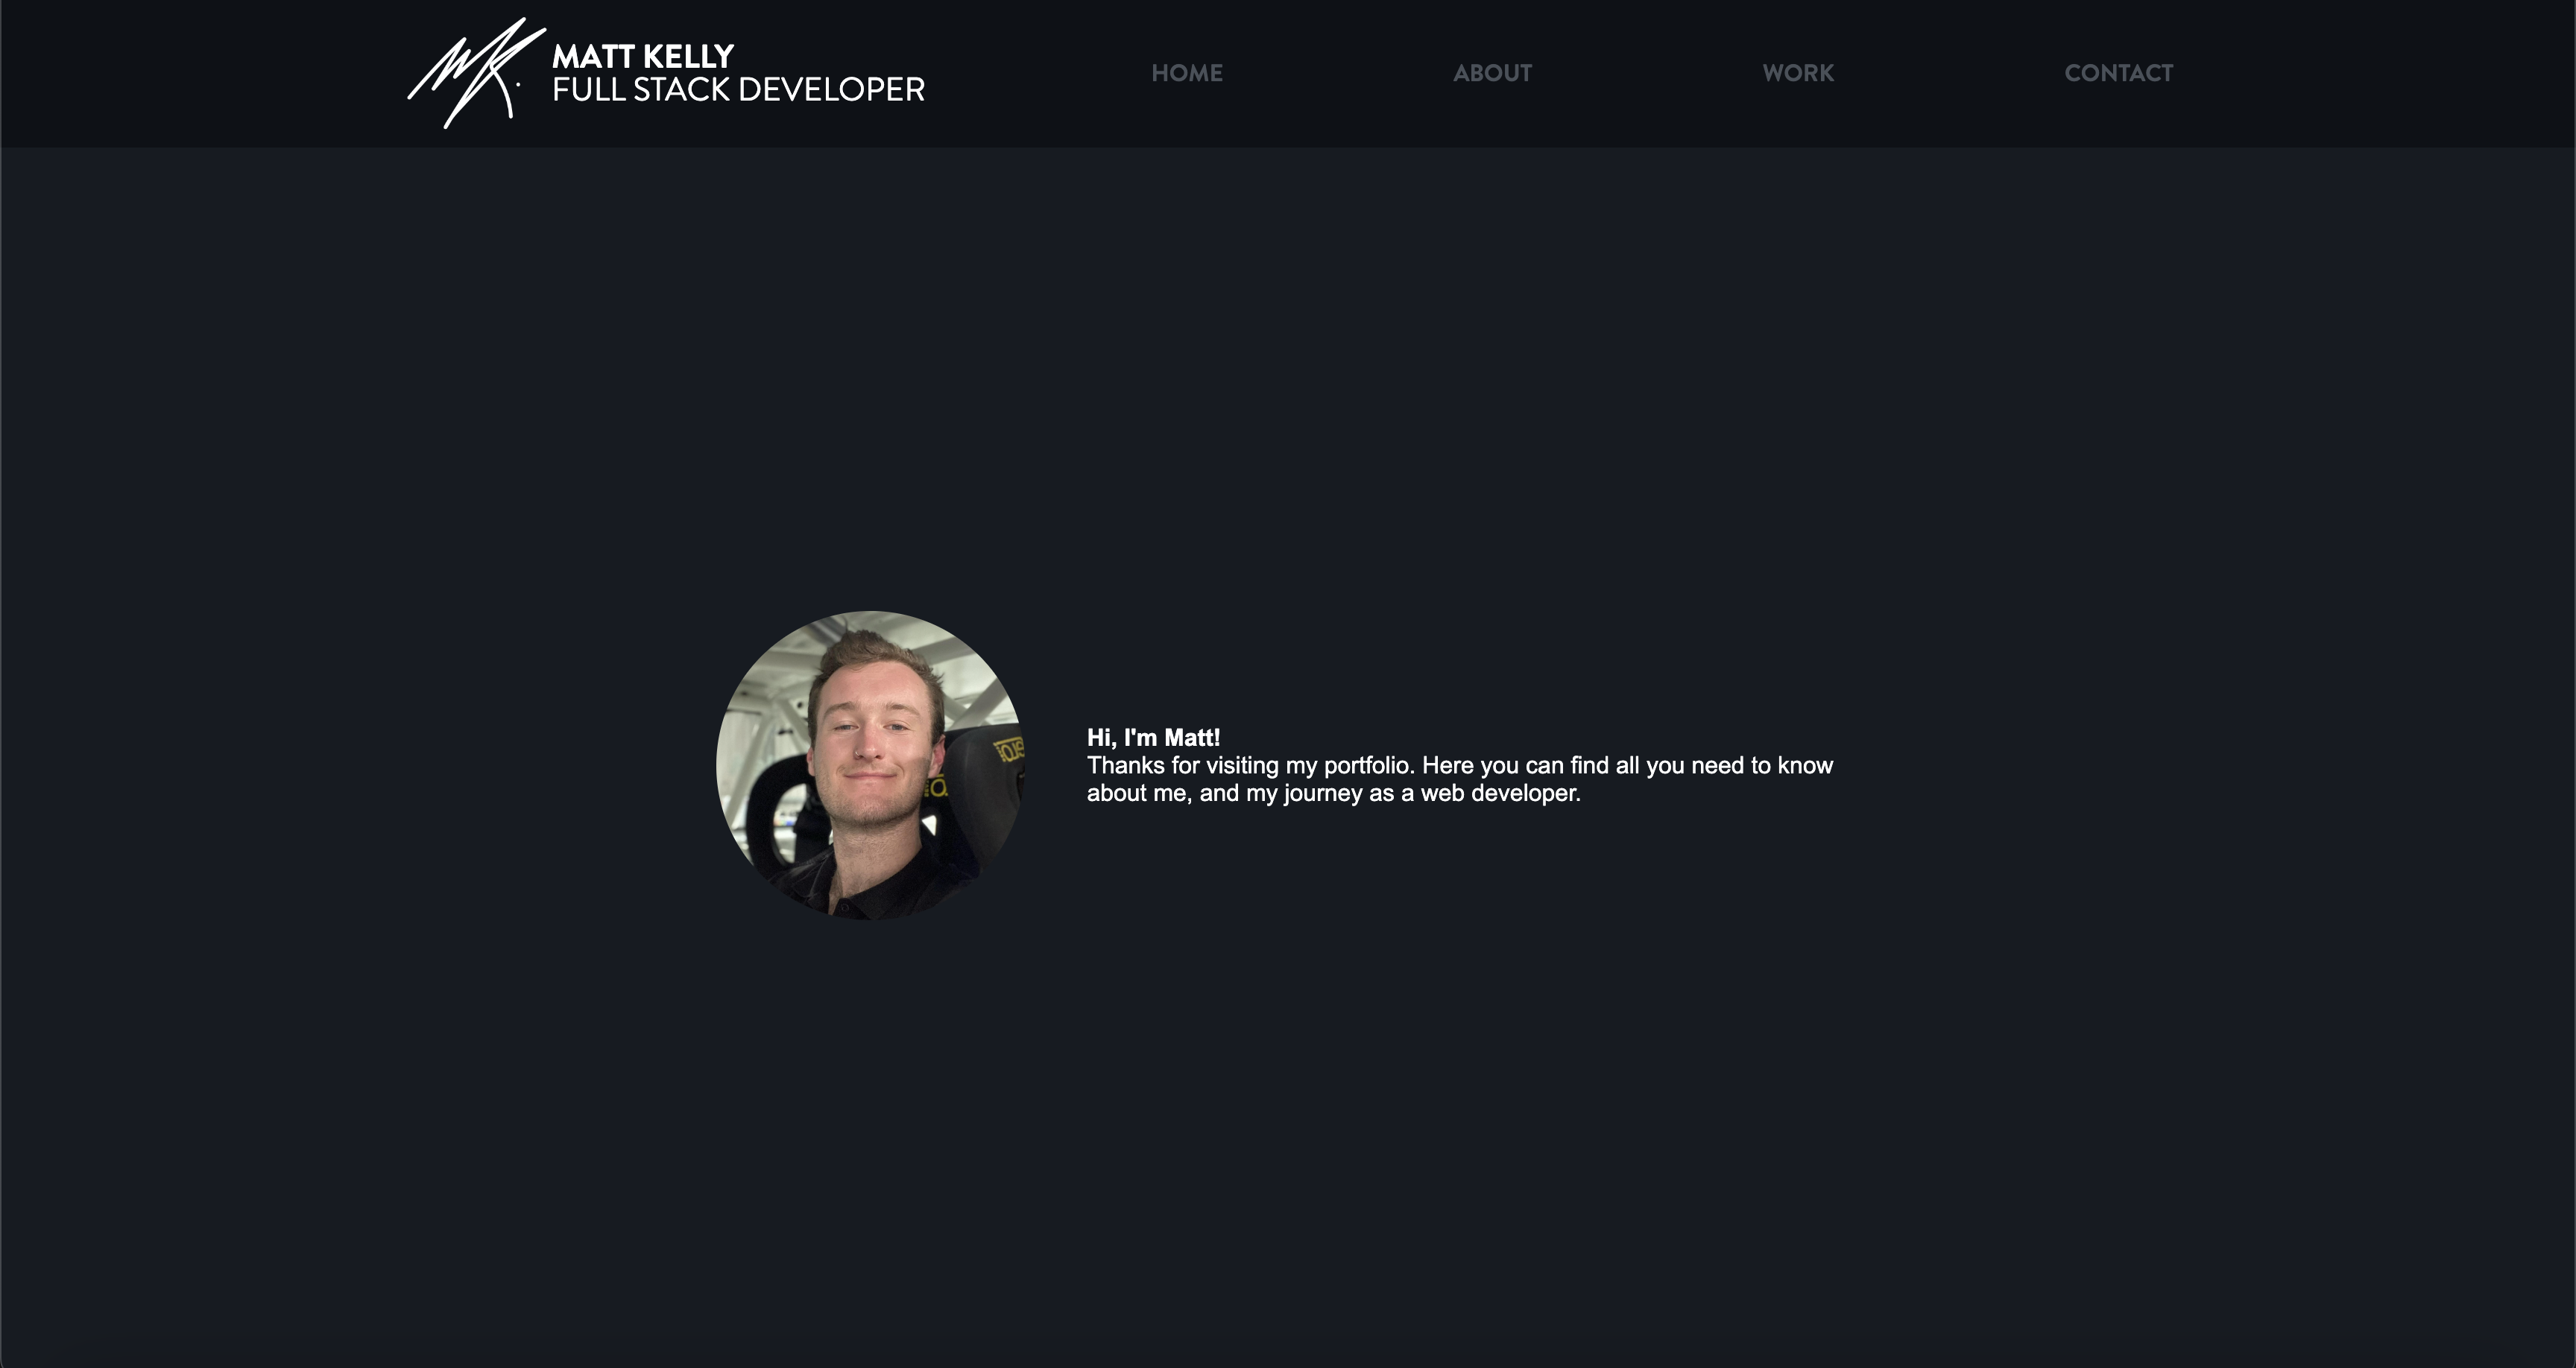 MATT KELLY
FULL STACK DEVELOPER
HOME
ABOUT
WORK
CONTACT
Hi, I'm Matt!
Thanks for visiting my portfolio. Here you can find all you need to know
about me, and my journey as a web developer.